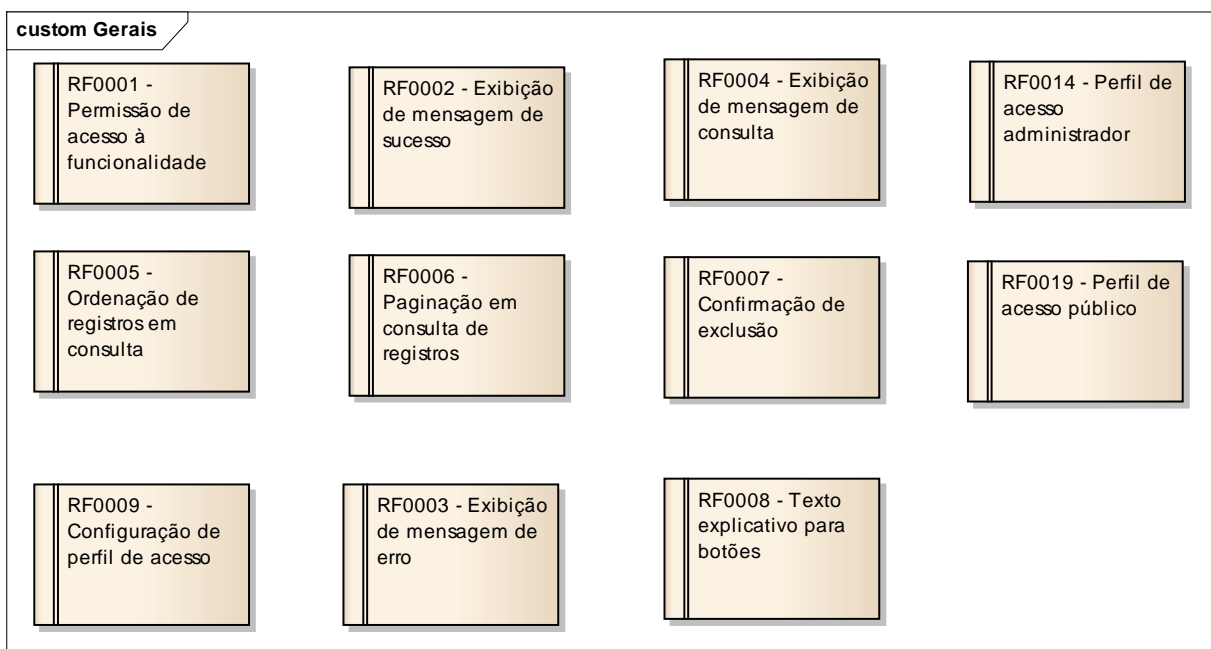 custom Gerais
RF0001 -
Permissão de
acesso à
funcionalidade
RF0002 - Exibição
de mensagem de
sucesso
RF0004 - Exibição
de mensagem de
consulta
RF0014 - Perfil de
acesso
administrador
RF0005 -
Ordenação de
registros em
consulta
RF0006 -
Paginação em
consulta de
registros
RF0007 -
Confirmação de
exclusão
RF0019 - Perfil de
acesso público
RF0009 -
Configuração de
perfil de acesso
RF0003 - Exibição
de mensagem de
erro
RF0008 - Texto
explicativo para
botões